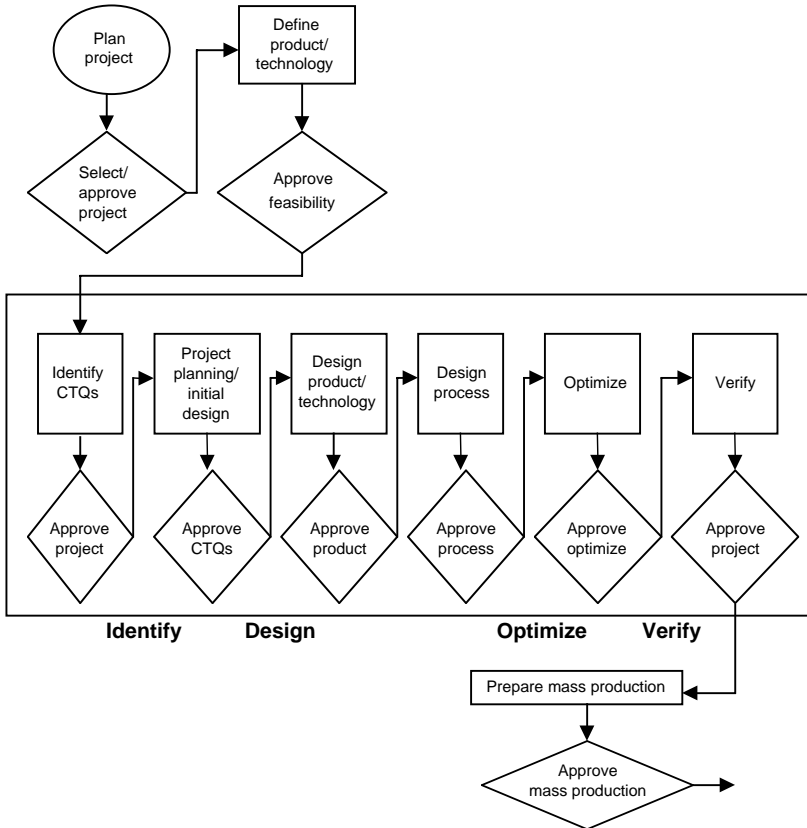 Plan
project
Define
product/
technology
Select/
approve
project
Approve
feasibility
Identify
CTQs
Project
planning/
initial
design
Design
product/
technology
Design
process
Optimize
Verify
Approve
project
Approve
CTQs
Approve
product
Approve
process
Approve
optimize
Approve
project
Identify
Design
Optimize
Verify
Prepare mass production
Approve
mass production